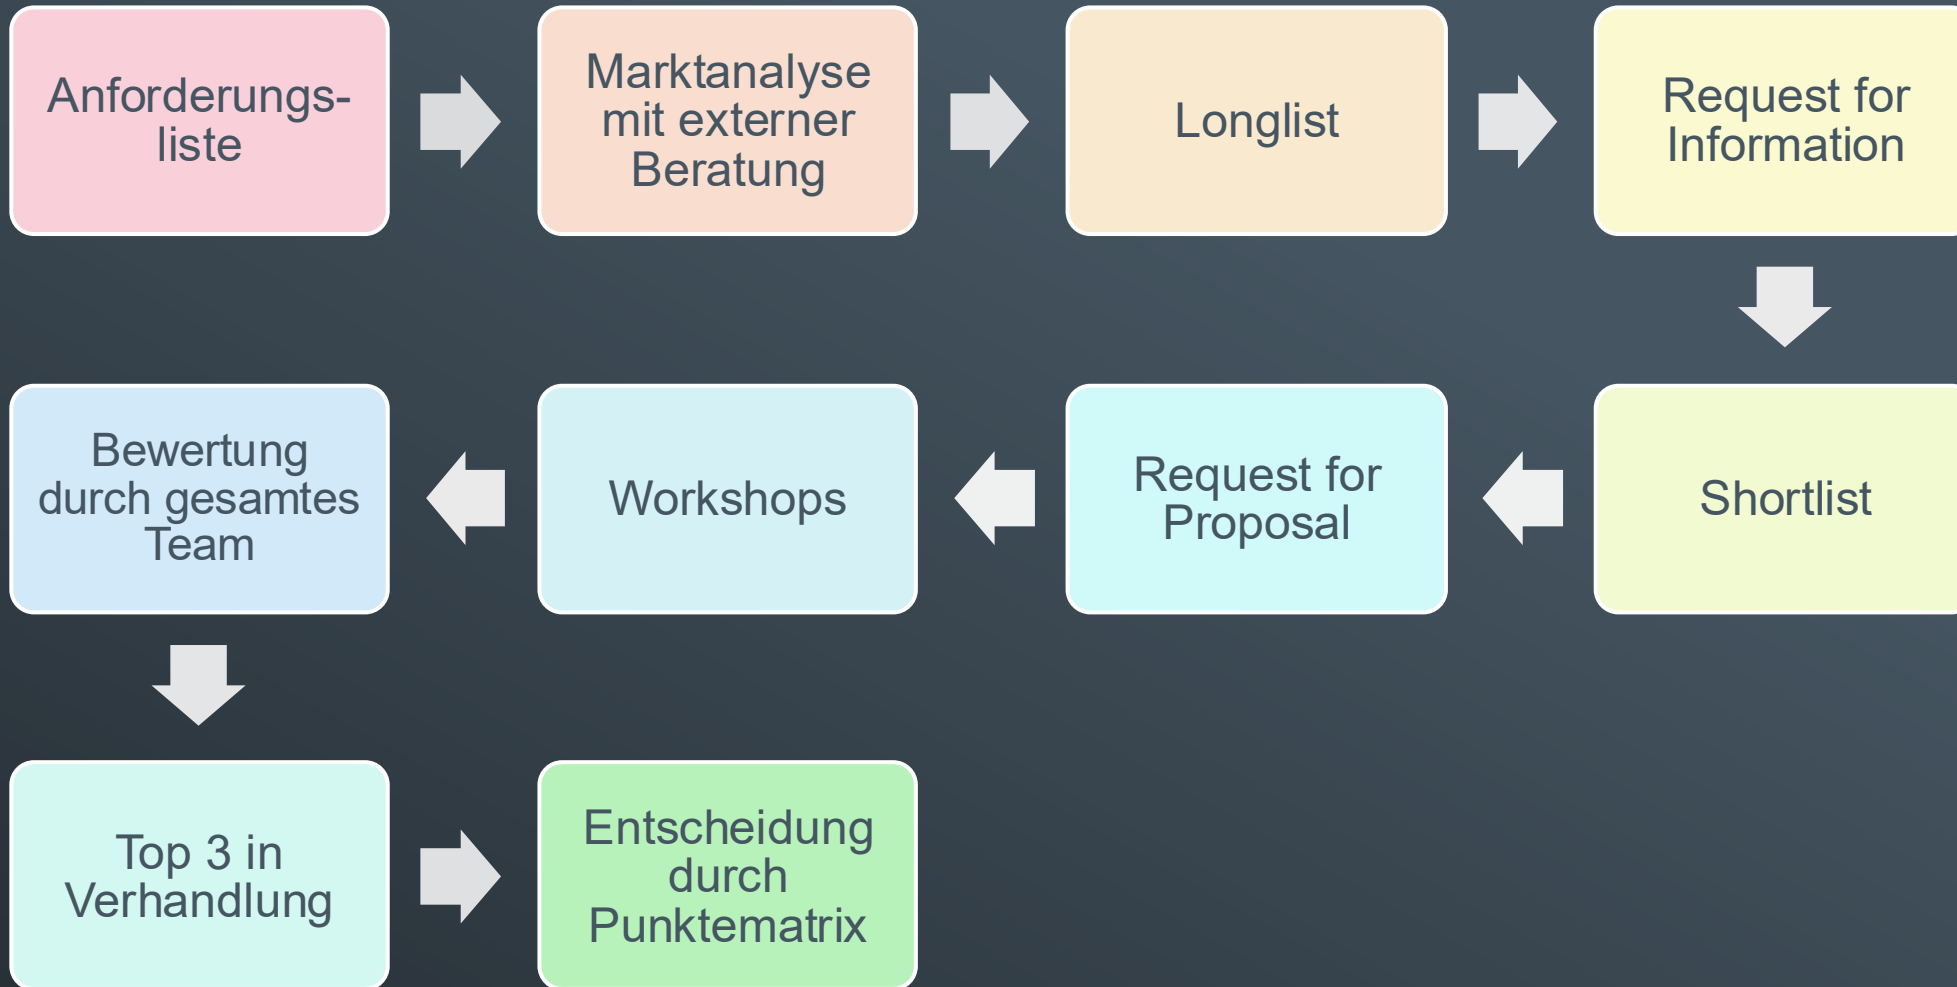 Anforderungs-
liste
Marktanalyse
mit externer
Beratung
Longlist
Request for
Information
Shortlist
Request for
Proposal
Workshops
Bewertung
durch gesamtes
Team
Top 3 in
Verhandlung
Entscheidung
durch
Punktematrix